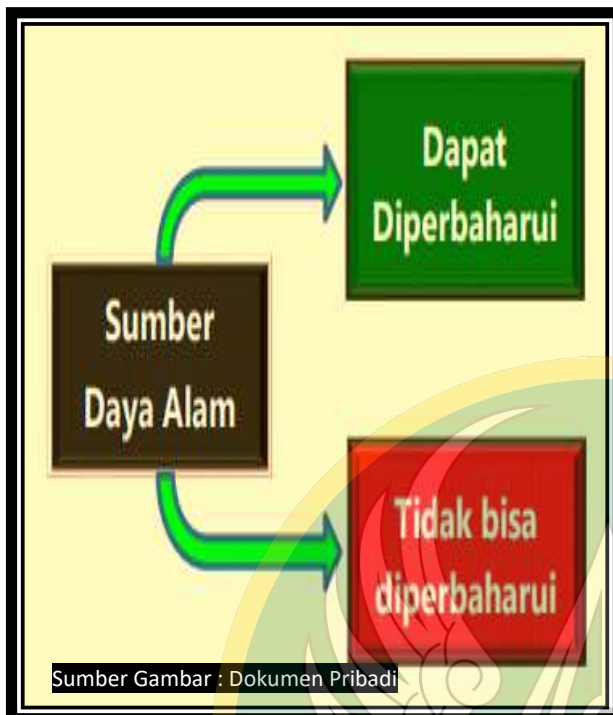 Dapat
Diperbaharui
Sumber
Daya Alam
Tidak bisa
diperbaharui
Sumber Gambar : Dokumen Pribadi